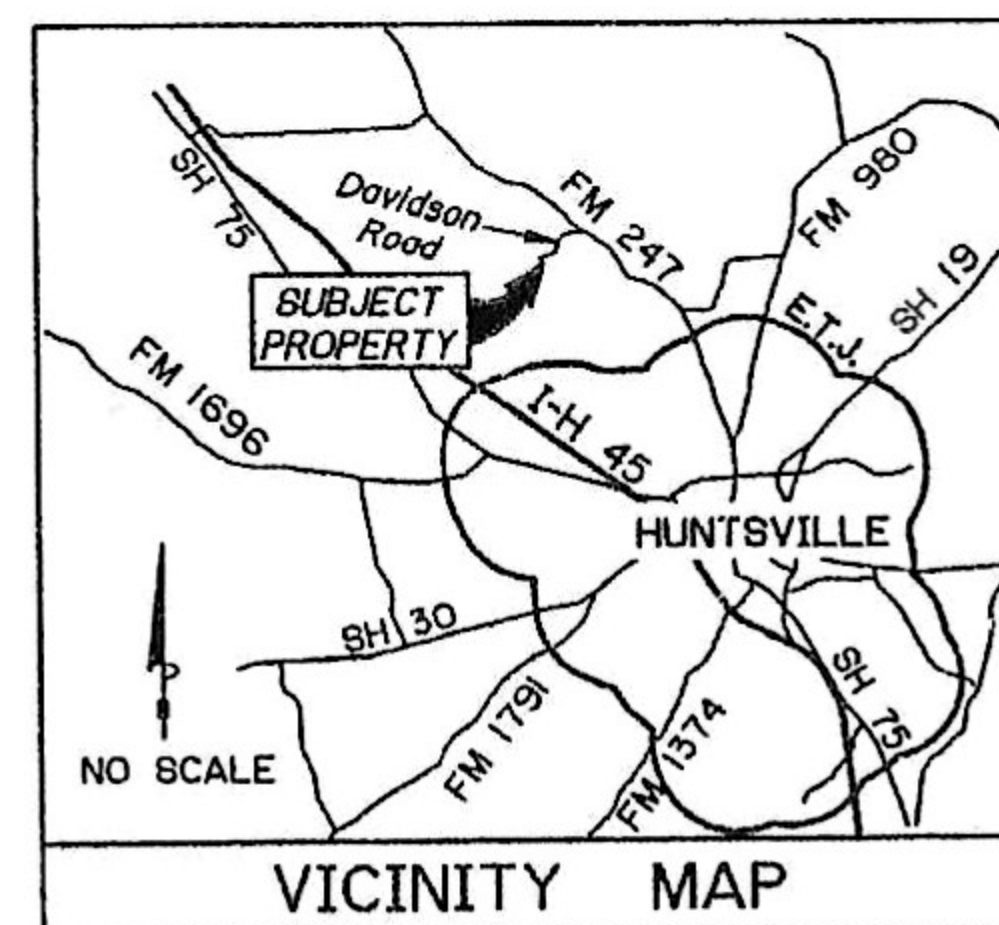 SH 75
Davidson
Road
FM 247
FM 980
SH 19
E.T.J.
SUBJECT
PROPERTY
FM 1696
I-H 45
HUNTSVILLE
SH 30
FM 1791
FM 1374
SH 75
NO SCALE
VICINITY MAP